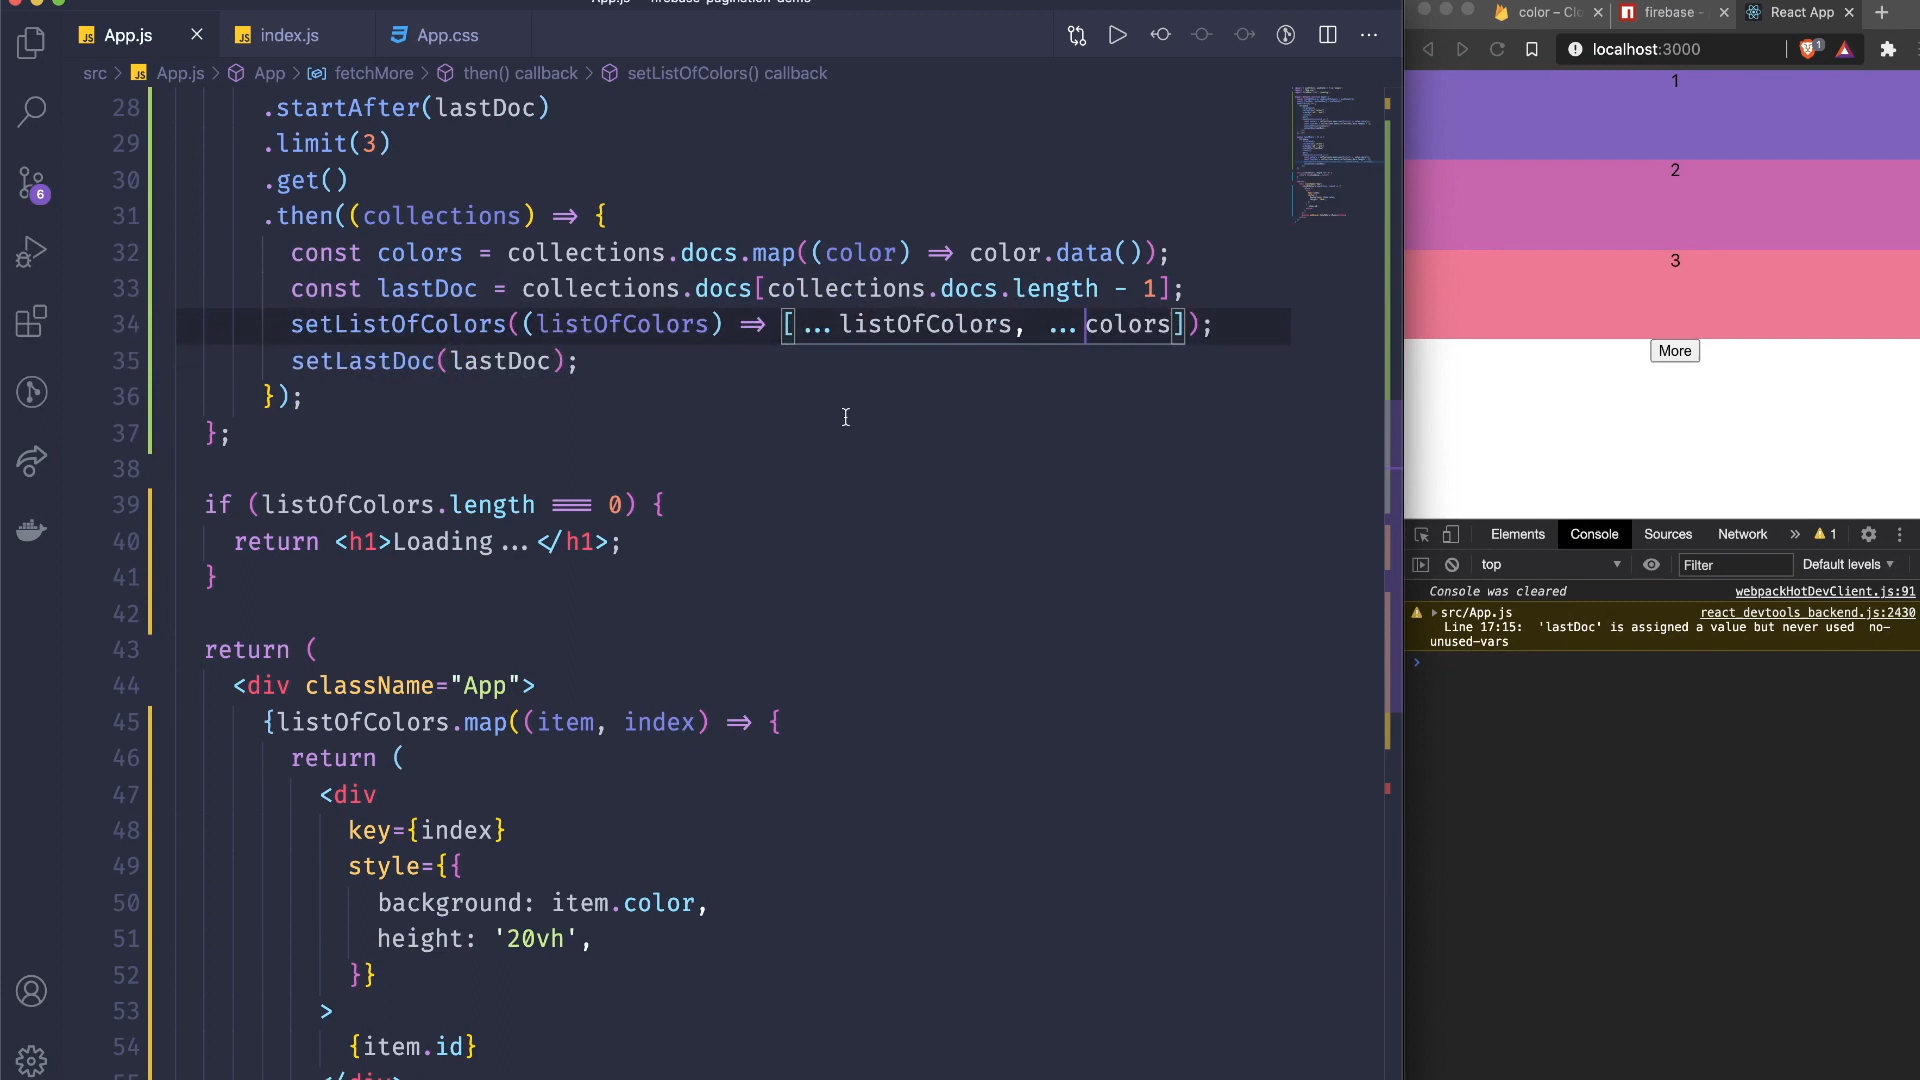 App.js
index.js
App.css
src > App.js > App > fetchMore > then() callback > setListOfColors() callback
28 .startAfter(lastDoc)
29 .limit(3)
30 .get()
31 .then((collections) => {
32 const colors = collections.docs.map((color) => color.data());
33 const lastDoc = collections.docs[collections.docs.length - 1];
34 setListOfColors((listOfColors) => [...listOfColors, ...colors]);
35 setLastDoc(lastDoc);
36 });
37 };
38
39 if (listOfColors.length === 0) {
40 return <h1>Loading...</h1>;
41 }
42
43 return (
44 <div className="App">
45 {listOfColors.map((item, index) => {
46 return (
47 <div
48 key={index}
49 style={{
50 background: item.color,
51 height: '20vh',
52 }}
53 >
54 {item.id}
6
color – Clo
firebase -
React App
localhost:3000
1
1
2
3
More
Elements
Console
Sources
Network
1
top
Filter
Default levels
Console was cleared
webpackHotDevClient.js:91
src/App.js
react_devtools_backend.js:2430
Line 17:15: 'lastDoc' is assigned a value but never used no-
unused-vars